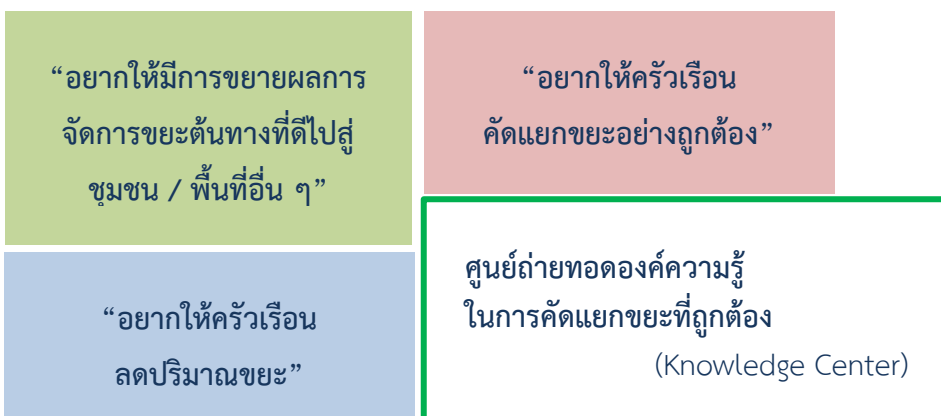 “อยากให้มีการขยายผลการ
จัดการขยะต้นทางที่ดีไปสู่
ชุมชน / พื้นที่อื่น ๆ”
“อยากให้ครัวเรือน
คัดแยกขยะอย่างถูกต้อง”
“อยากให้ครัวเรือน
ลดปริมาณขยะ”
ศูนย์ถ่ายทอดองค์ความรู้
ในการคัดแยกขยะที่ถูกต้อง
(Knowledge Center)